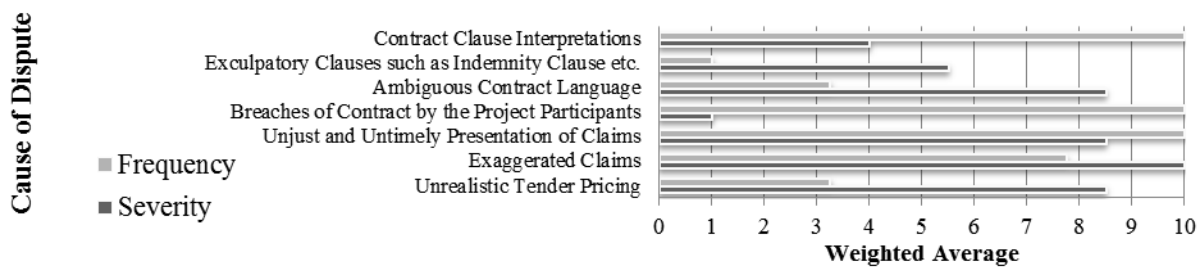 Cause of Dispute
Contract Clause Interpretations
Exculpatory Clauses such as Indemnity Clause etc.
Ambiguous Contract Language
Breaches of Contract by the Project Participants
Unjust and Untimely Presentation of Claims
Exaggerated Claims
Unrealistic Tender Pricing
Frequency
Severity
0 1 2 3 4 5 6 7 8 9 10
Weighted Average